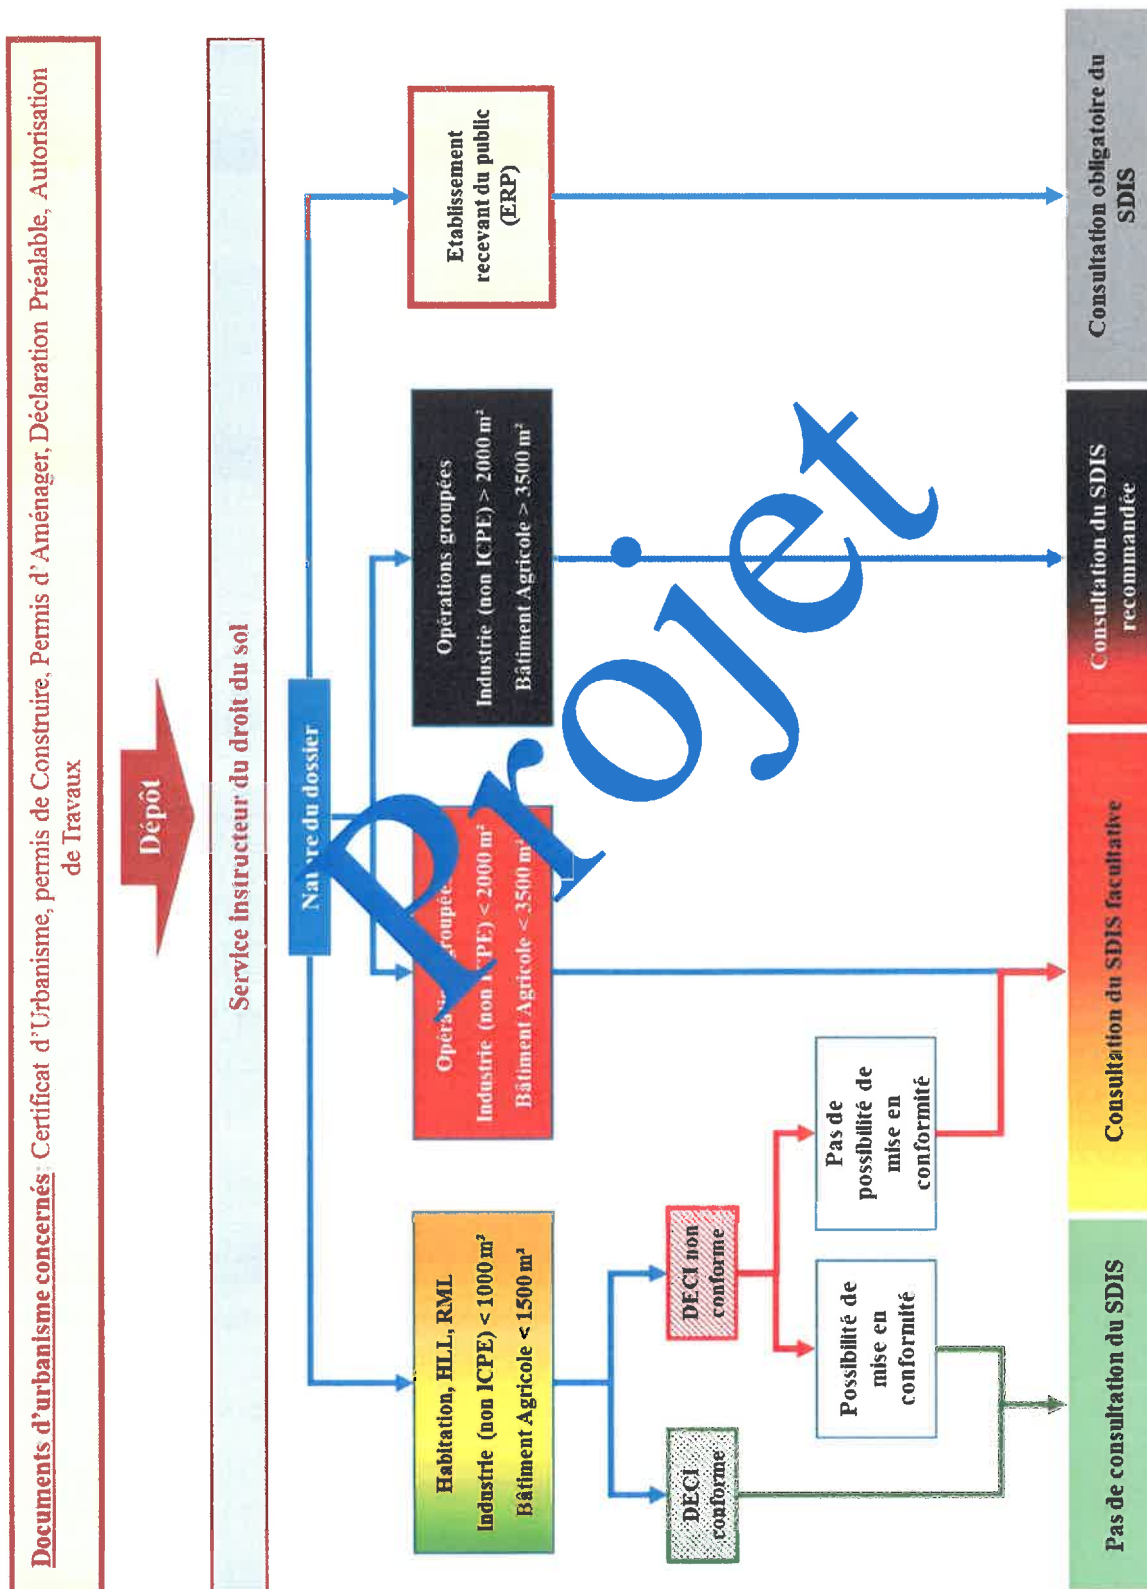 Documents d'urbanisme concernés : Certificat d'Urbanisme, permis de Construire, Permis d'Aménager, Déclaration Préalable, Autorisation
de Travaux
Dépôt
Service instructeur du droit du sol
Nature du dossier
Habitation, HLL, RML
Industrie (non ICPE) < 1000 m²
Bâtiment Agricole < 1500 m²
Opérations groupées
Industrie (non ICPE) < 2000 m²
Bâtiment Agricole < 3500 m²
Opérations groupées
Industrie (non ICPE) > 2000 m²
Bâtiment Agricole > 3500 m²
Etablissement
recevant du public
(ERP)
DECI
conforme
DECI non
conforme
Possibilité de
mise en
conformité
Pas de
possibilité de
mise en
conformité
Pas de consultation du SDIS
Consultation du SDIS facultative
Consultation du SDIS
recommandée
Consultation obligatoire du
SDIS
Projet